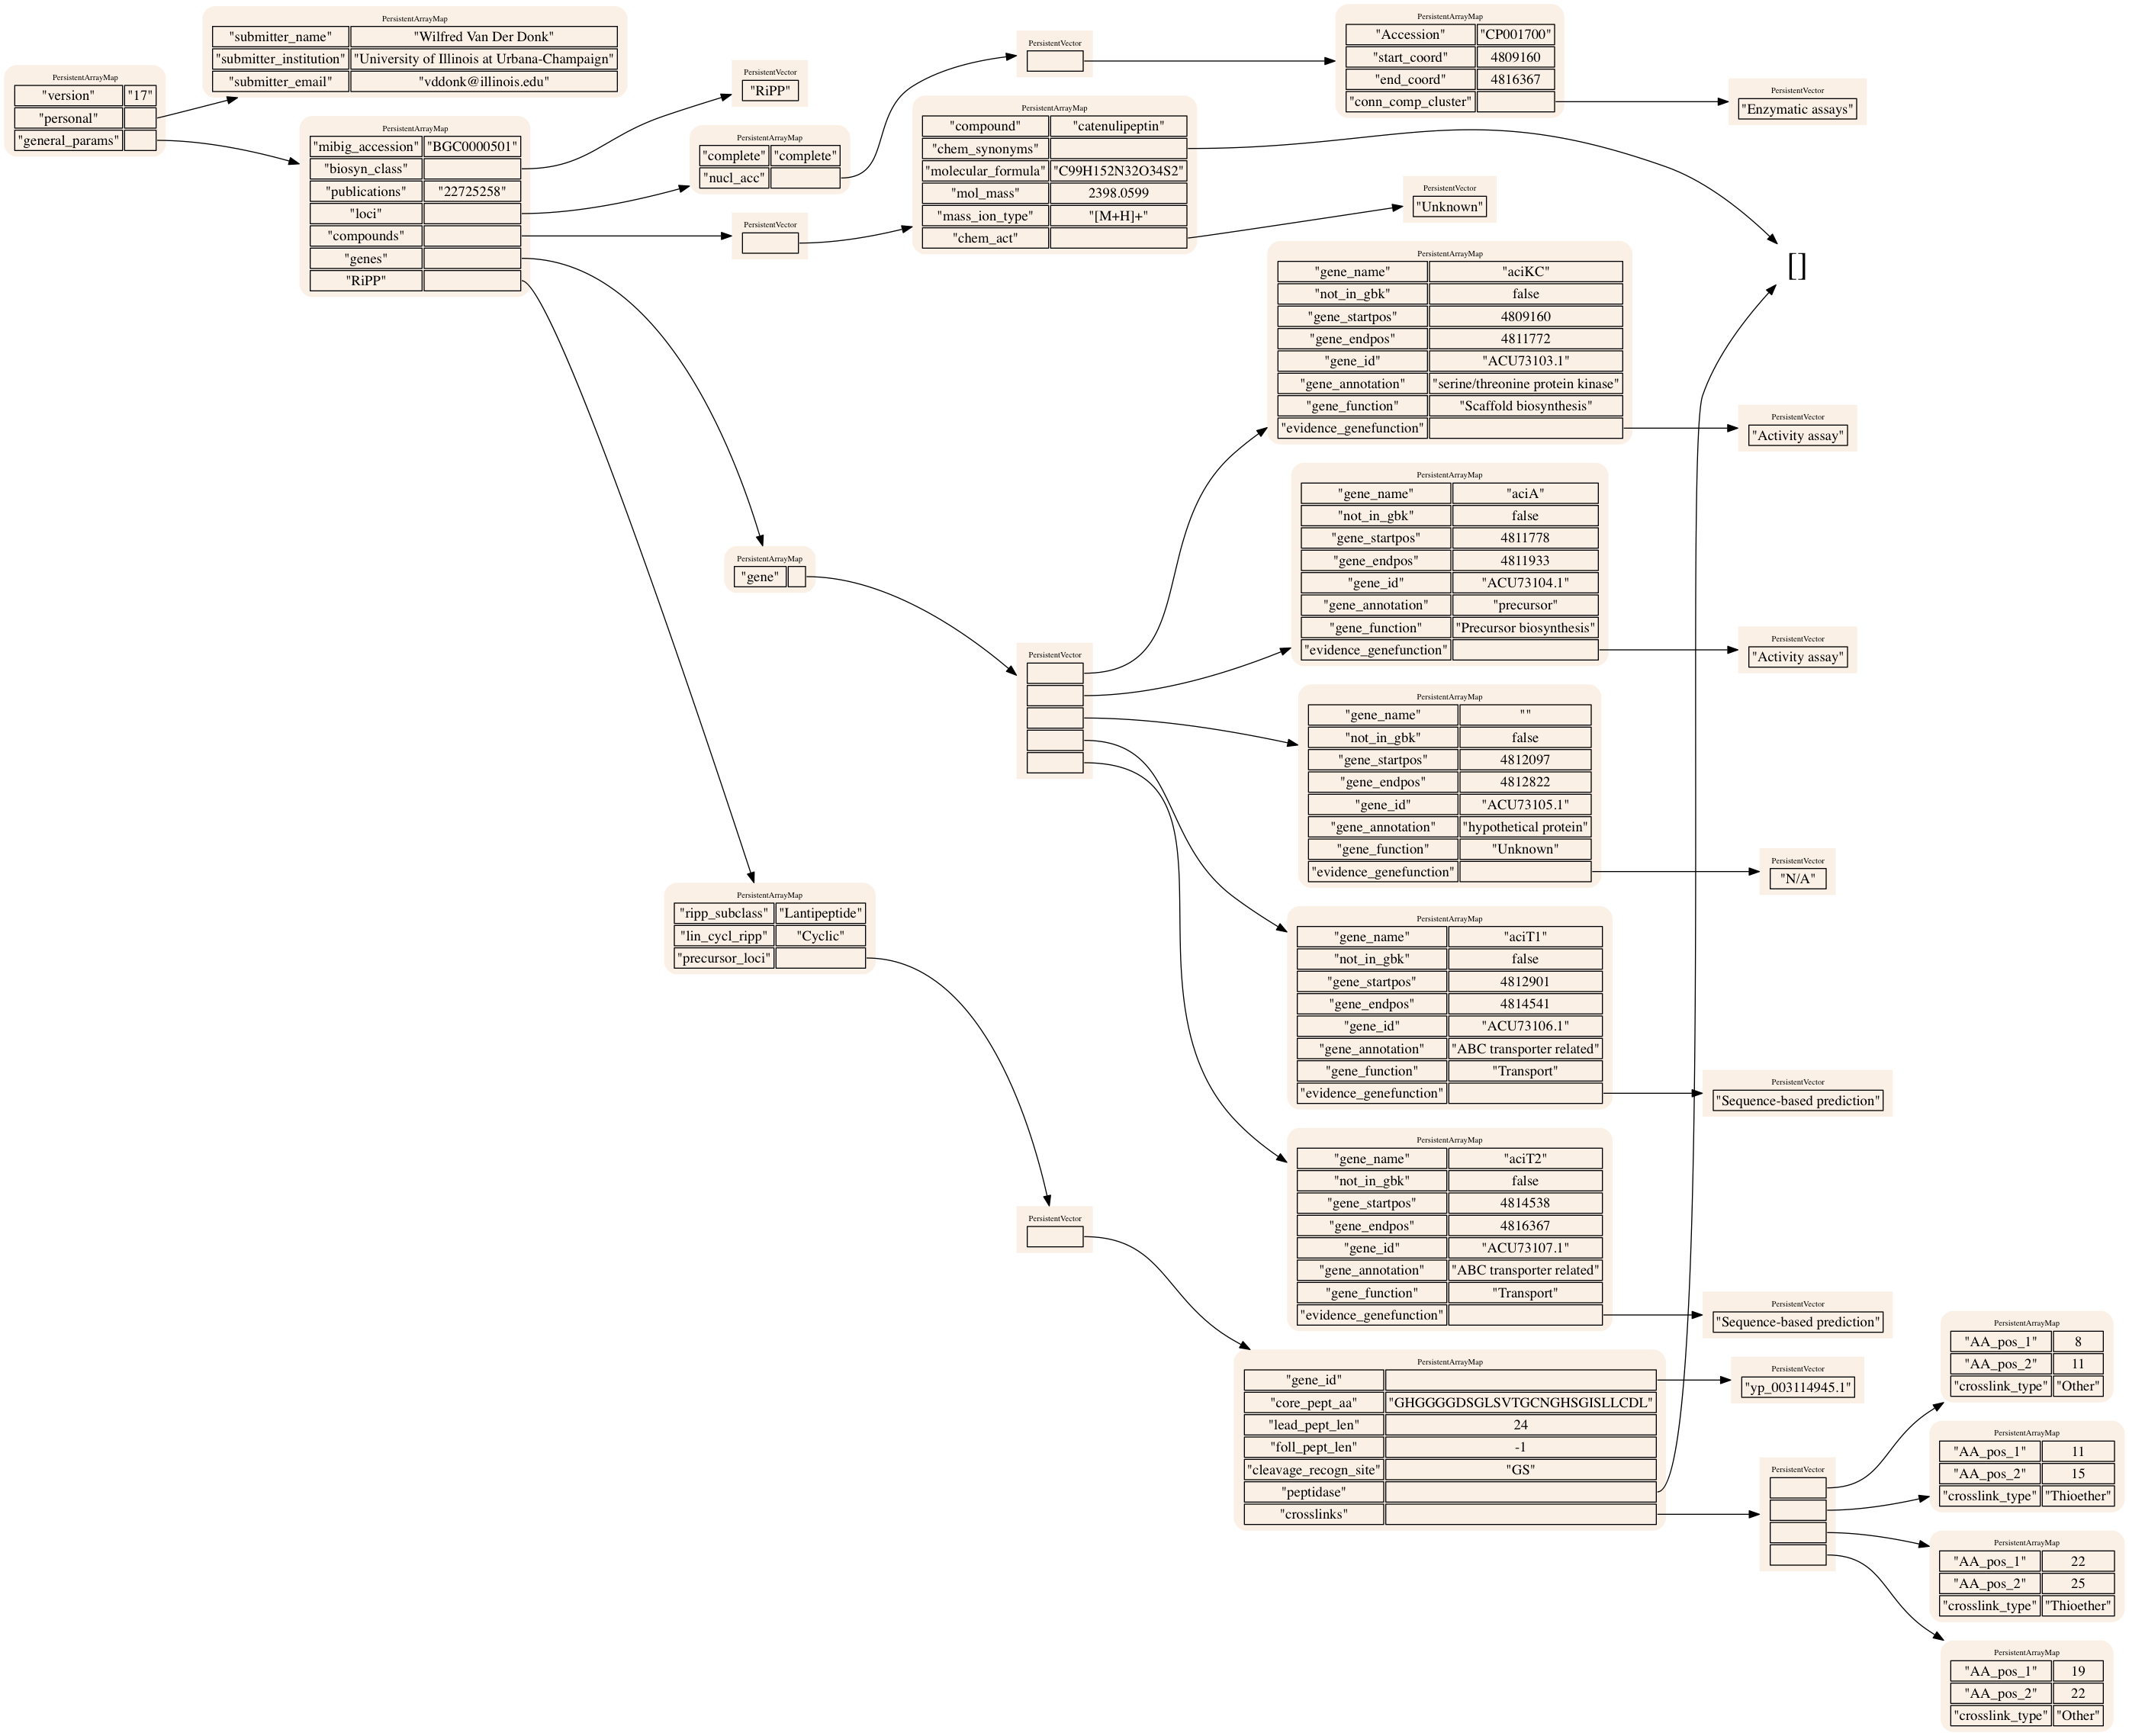 PersistentArrayMap
"version" "17"
"personal"
"general_params"
PersistentArrayMap
"submitter_name" "Wilfred Van Der Donk"
"submitter_institution" "University of Illinois at Urbana-Champaign"
"submitter_email" "vddonk@illinois.edu"
PersistentArrayMap
"mibig_accession" "BGC0000501"
"biosyn_class"
"publications" "22725258"
"loci"
"compounds"
"genes"
"RiPP"
PersistentVector
"RiPP"
PersistentArrayMap
"complete" "complete"
"nucl_acc"
PersistentVector
PersistentVector
PersistentArrayMap
"compound" "catenulipeptin"
"chem_synonyms"
"molecular_formula" "C99H152N32O34S2"
"mol_mass" 2398.0599
"mass_ion_type" "[M+H]+"
"chem_act"
PersistentArrayMap
"Accession" "CP001700"
"start_coord" 4809160
"end_coord" 4816367
"conn_comp_cluster"
PersistentVector
"Enzymatic assays"
PersistentVector
"Unknown"
[]
PersistentArrayMap
"gene_name" "aciKC"
"not_in_gbk" false
"gene_startpos" 4809160
"gene_endpos" 4811772
"gene_id" "ACU73103.1"
"gene_annotation" "serine/threonine protein kinase"
"gene_function" "Scaffold biosynthesis"
"evidence_genefunction"
PersistentVector
"Activity assay"
PersistentArrayMap
"gene_name" "aciA"
"not_in_gbk" false
"gene_startpos" 4811778
"gene_endpos" 4811933
"gene_id" "ACU73104.1"
"gene_annotation" "precursor"
"gene_function" "Precursor biosynthesis"
"evidence_genefunction"
PersistentVector
"Activity assay"
PersistentArrayMap
"gene"
PersistentVector
PersistentArrayMap
"gene_name" ""
"not_in_gbk" false
"gene_startpos" 4812097
"gene_endpos" 4812822
"gene_id" "ACU73105.1"
"gene_annotation" "hypothetical protein"
"gene_function" "Unknown"
"evidence_genefunction"
PersistentVector
"N/A"
PersistentArrayMap
"ripp_subclass" "Lantipeptide"
"lin_cycl_ripp" "Cyclic"
"precursor_loci"
PersistentArrayMap
"gene_name" "aciT1"
"not_in_gbk" false
"gene_startpos" 4812901
"gene_endpos" 4814541
"gene_id" "ACU73106.1"
"gene_annotation" "ABC transporter related"
"gene_function" "Transport"
"evidence_genefunction"
PersistentVector
"Sequence-based prediction"
PersistentArrayMap
"gene_name" "aciT2"
"not_in_gbk" false
"gene_startpos" 4814538
"gene_endpos" 4816367
"gene_id" "ACU73107.1"
"gene_annotation" "ABC transporter related"
"gene_function" "Transport"
"evidence_genefunction"
PersistentVector
"Sequence-based prediction"
PersistentVector
PersistentArrayMap
"gene_id"
"core_pept_aa" "GHGGGGDSGLSVTGCNGHSGISLLCDL"
"lead_pept_len" 24
"foll_pept_len" -1
"cleavage_recogn_site" "GS"
"peptidase"
"crosslinks"
PersistentVector
"yp_003114945.1"
PersistentVector
PersistentArrayMap
"AA_pos_1" 8
"AA_pos_2" 11
"crosslink_type" "Other"
PersistentArrayMap
"AA_pos_1" 11
"AA_pos_2" 15
"crosslink_type" "Thioether"
PersistentArrayMap
"AA_pos_1" 22
"AA_pos_2" 25
"crosslink_type" "Thioether"
PersistentArrayMap
"AA_pos_1" 19
"AA_pos_2" 22
"crosslink_type" "Other"